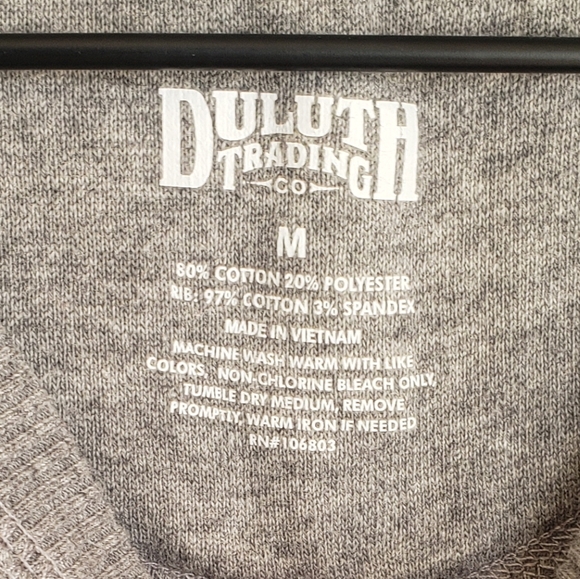 DULUTH
TRADING
CO
M
80% COTTON 20% POLYESTER
RIB: 97% COTTON 3% SPANDEX
MADE IN VIETNAM
MACHINE WASH WARM WITH LIKE
COLORS, NON-CHLORINE BLEACH ONLY,
TUMBLE DRY MEDIUM, REMOVE
PROMPTLY, WARM IRON IF NEEDED
RN#106803